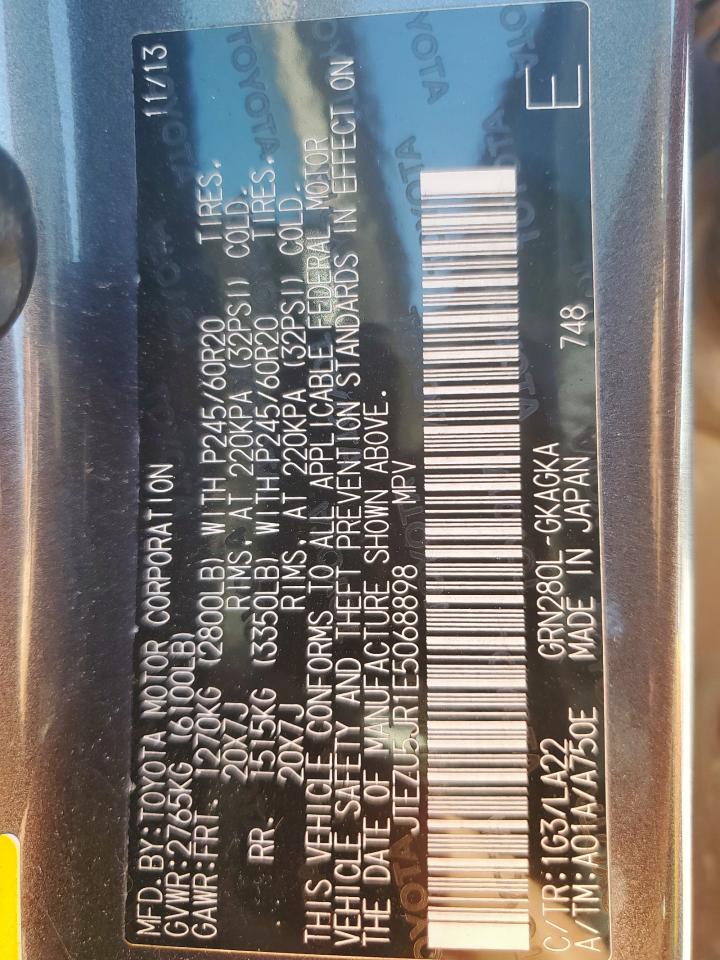 MFD. BY:TOYOTA MOTOR CORPORATION 11/13
GVWR:2765KG (6100LB)
GAWR:FRT. 1270KG (2800LB) WITH P245/60R20 TIRES.
20X7J RIMS, AT 220KPA (32PSI) COLD.
RR. 1515KG (3350LB) WITH P245/60R20 TIRES.
20X7J RIMS, AT 220KPA (32PSI) COLD.
THIS VEHICLE CONFORMS TO ALL APPLICABLE FEDERAL MOTOR
VEHICLE SAFETY AND THEFT PREVENTION STANDARDS IN EFFECT ON
THE DATE OF MANUFACTURE SHOWN ABOVE.
JTEZU5JR1E5068898 MPV
C/TR:1G3/LA22 GRN280L-GKAGKA
A/TM:A01A/A750E MADE IN JAPAN 748 E